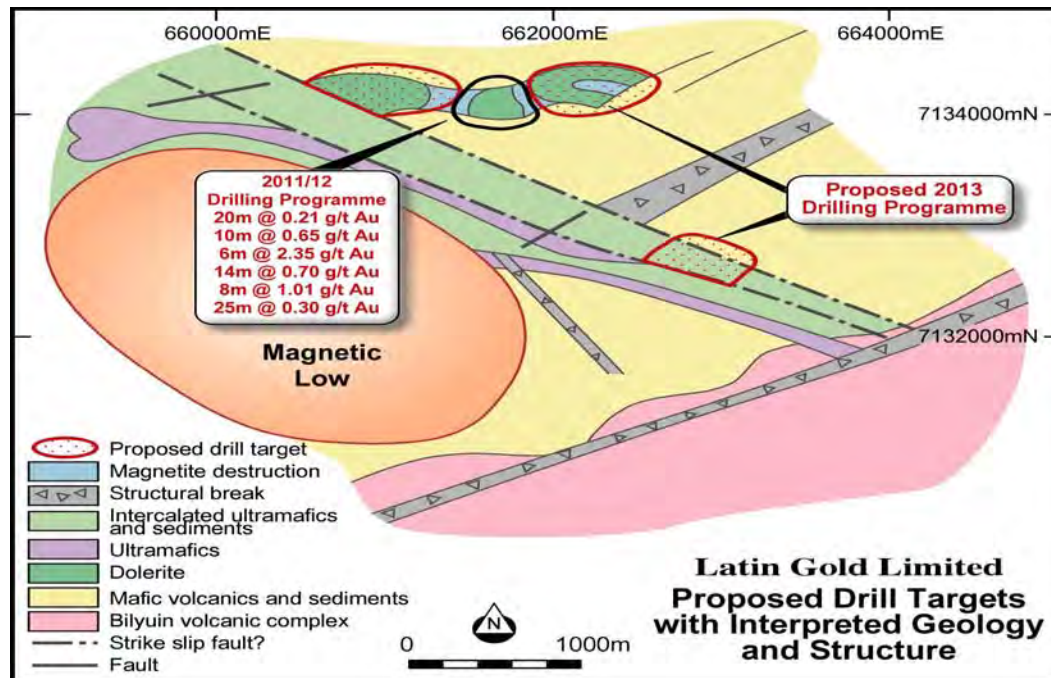 660000mE
662000mE
664000mE
7134000mN
2011/12
Drilling Programme
20m @ 0.21 g/t Au
10m @ 0.65 g/t Au
6m @ 2.35 g/t Au
14m @ 0.70 g/t Au
8m @ 1.01 g/t Au
25m @ 0.30 g/t Au
Proposed 2013
Drilling Programme
7132000mN
Magnetic
Low
Proposed drill target
Magnetite destruction
Structural break
Intercalated ultramafics
and sediments
Ultramafics
Dolerite
Mafic volcanics and sediments
Bilyuin volcanic complex
Strike slip fault?
Fault
N
0 1000m
Latin Gold Limited
Proposed Drill Targets
with Interpreted Geology
and Structure